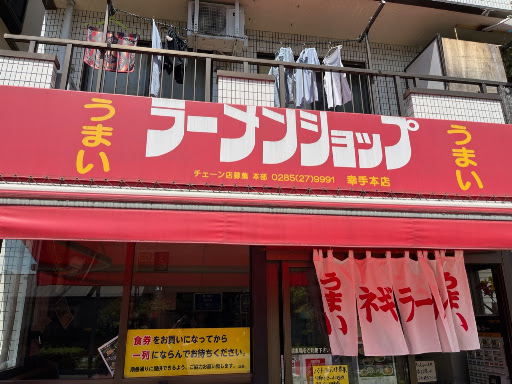 うまい
ラーメンショップ
うまい
チェーン店募集 本部 0285(27)9991 幸手本店
うまい
ネギラー
うまい
食券をお買いになってから
一列にならんでお待ちください。